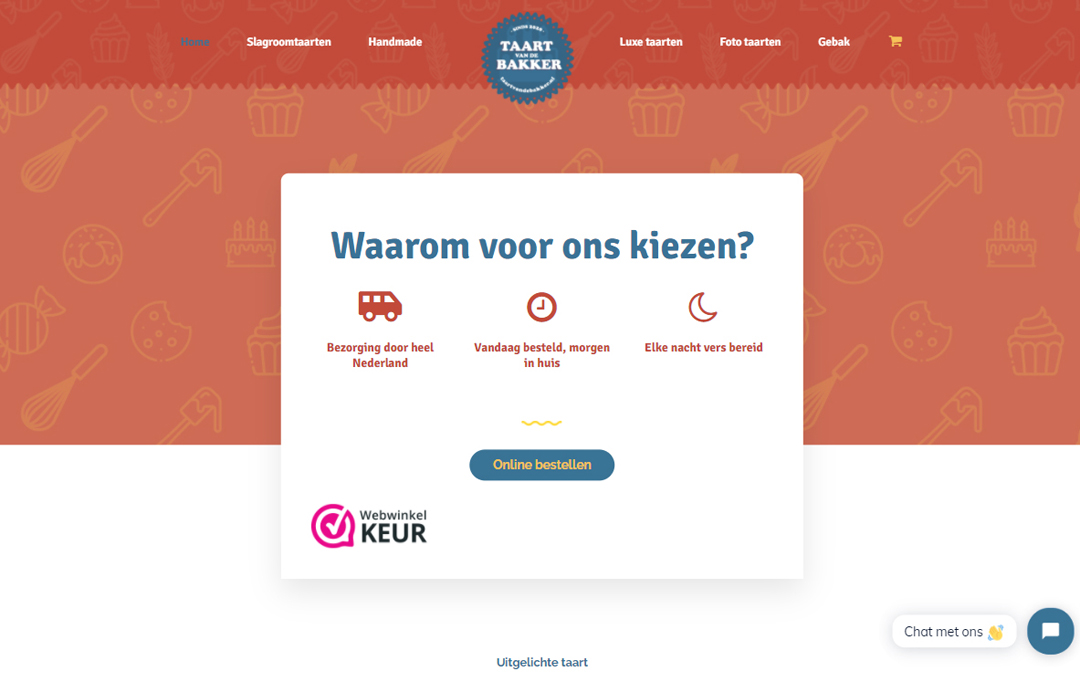 Home
Slagroomtaarten
Handmade
SINDS 2008
TAART
VAN DE
BAKKER
taartvandebakker.nl
Luxe taarten
Foto taarten
Gebak
Waarom voor ons kiezen?
Bezorging door heel
Nederland
Vandaag besteld, morgen
in huis
Elke nacht vers bereid
Online bestellen
Webwinkel
KEUR
Chat met ons 👋
Uitgelichte taart